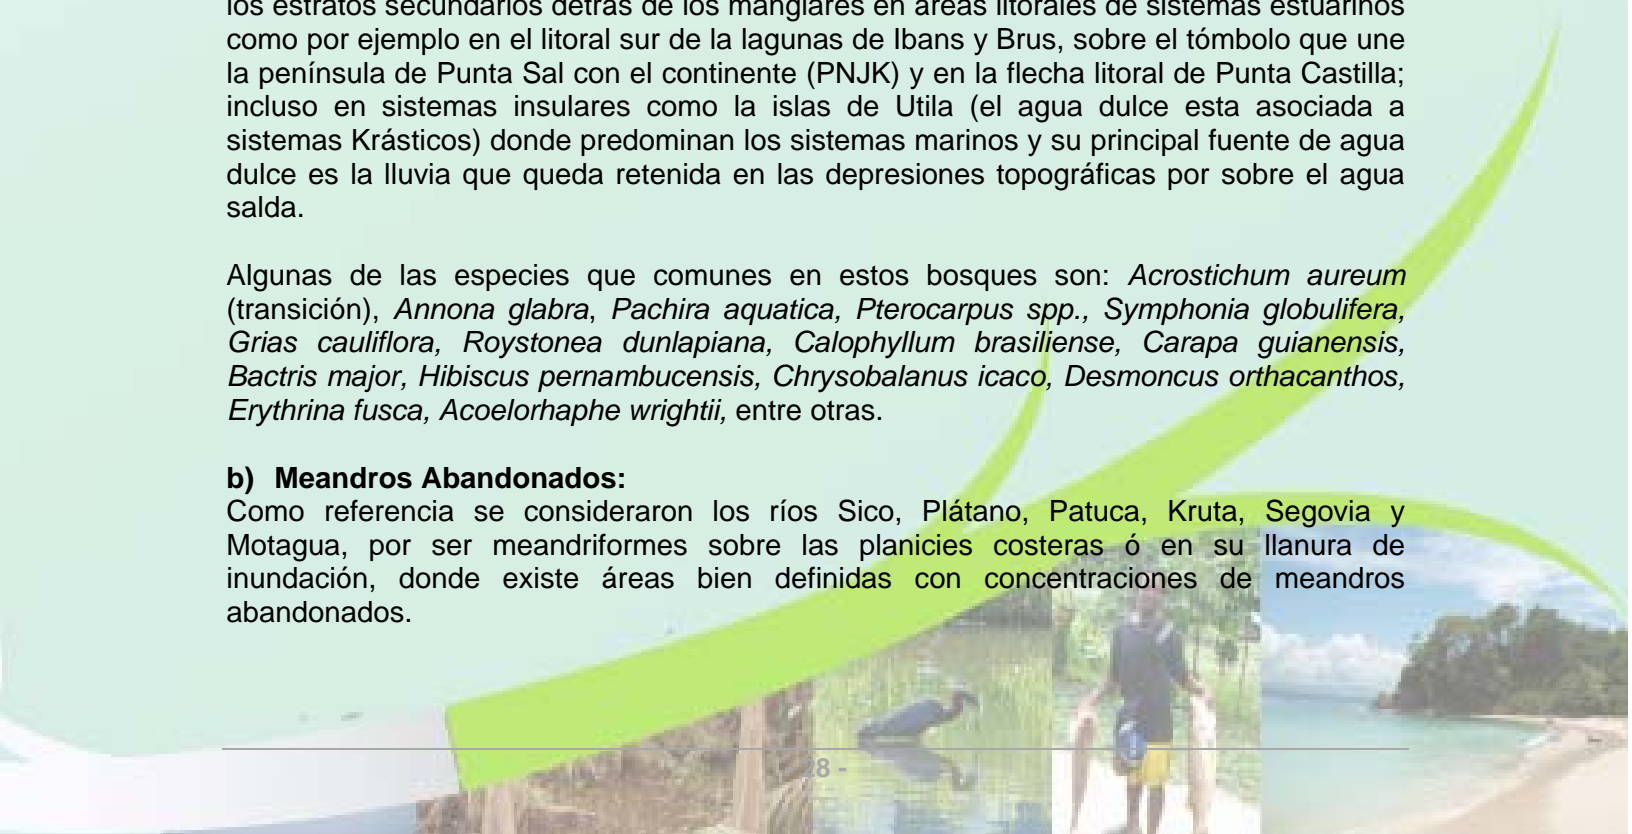 los estratos secundarios detrás de los manglares en áreas litorales de sistemas estuarinos
como por ejemplo en el litoral sur de la lagunas de Ibans y Brus, sobre el tómbolo que une
la península de Punta Sal con el continente (PNJK) y en la flecha litoral de Punta Castilla;
incluso en sistemas insulares como la islas de Utila (el agua dulce esta asociada a
sistemas Krásticos) donde predominan los sistemas marinos y su principal fuente de agua
dulce es la lluvia que queda retenida en las depresiones topográficas por sobre el agua
salda.
Algunas de las especies que comunes en estos bosques son: Acrostichum aureum
(transición), Annona glabra, Pachira aquatica, Pterocarpus spp., Symphonia globulifera,
Grias cauliflora, Roystonea dunlapiana, Calophyllum brasiliense, Carapa guianensis,
Bactris major, Hibiscus pernambucensis, Chrysobalanus icaco, Desmoncus orthacanthos,
Erythrina fusca, Acoelorhaphe wrightii, entre otras.
b) Meandros Abandonados:
Como referencia se consideraron los ríos Sico, Plátano, Patuca, Kruta, Segovia y
Motagua, por ser meandriformes sobre las planicies costeras ó en su llanura de
inundación, donde existe áreas bien definidas con concentraciones de meandros
abandonados.
28 -